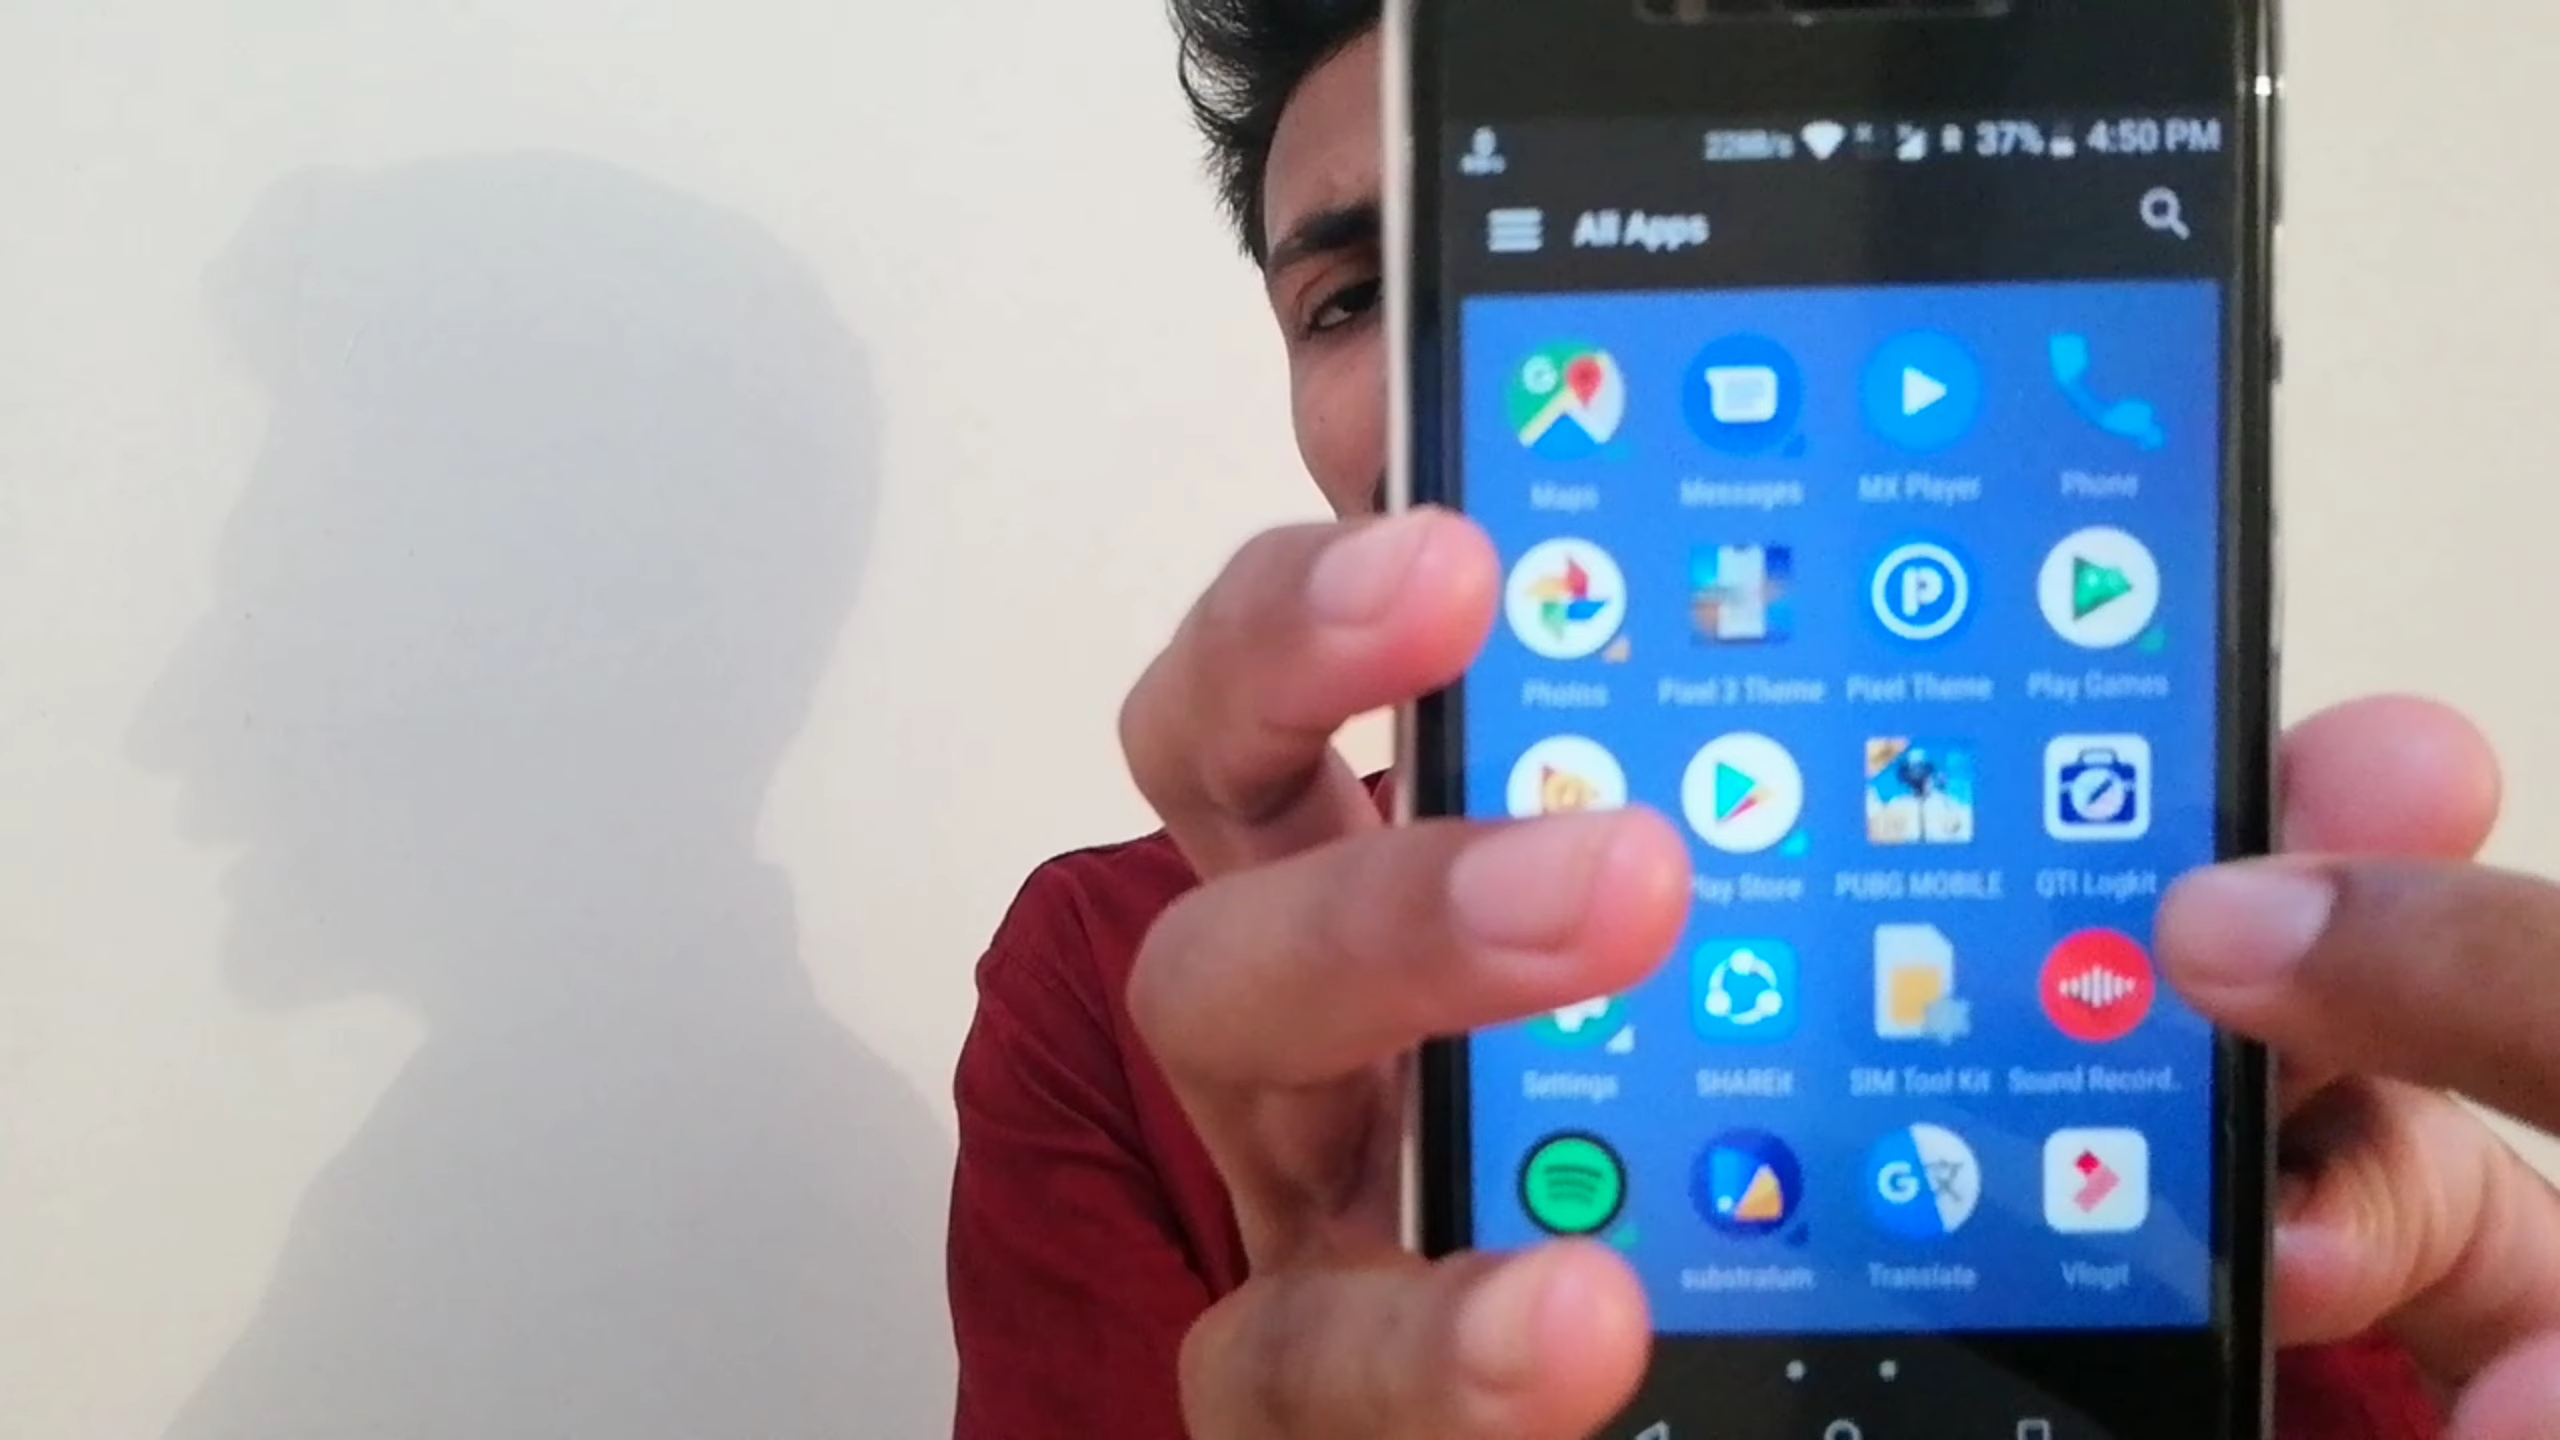 37% 4:50 PM
All Apps
Maps Messages MX Player Phone
Photos Pixel 3 Theme Pixel Theme Play Games
lay Store PUBG MOBILE QTI Logkit
Settings SHAREit SIM Tool Kit Sound Record..
substratum Translate VlogIt